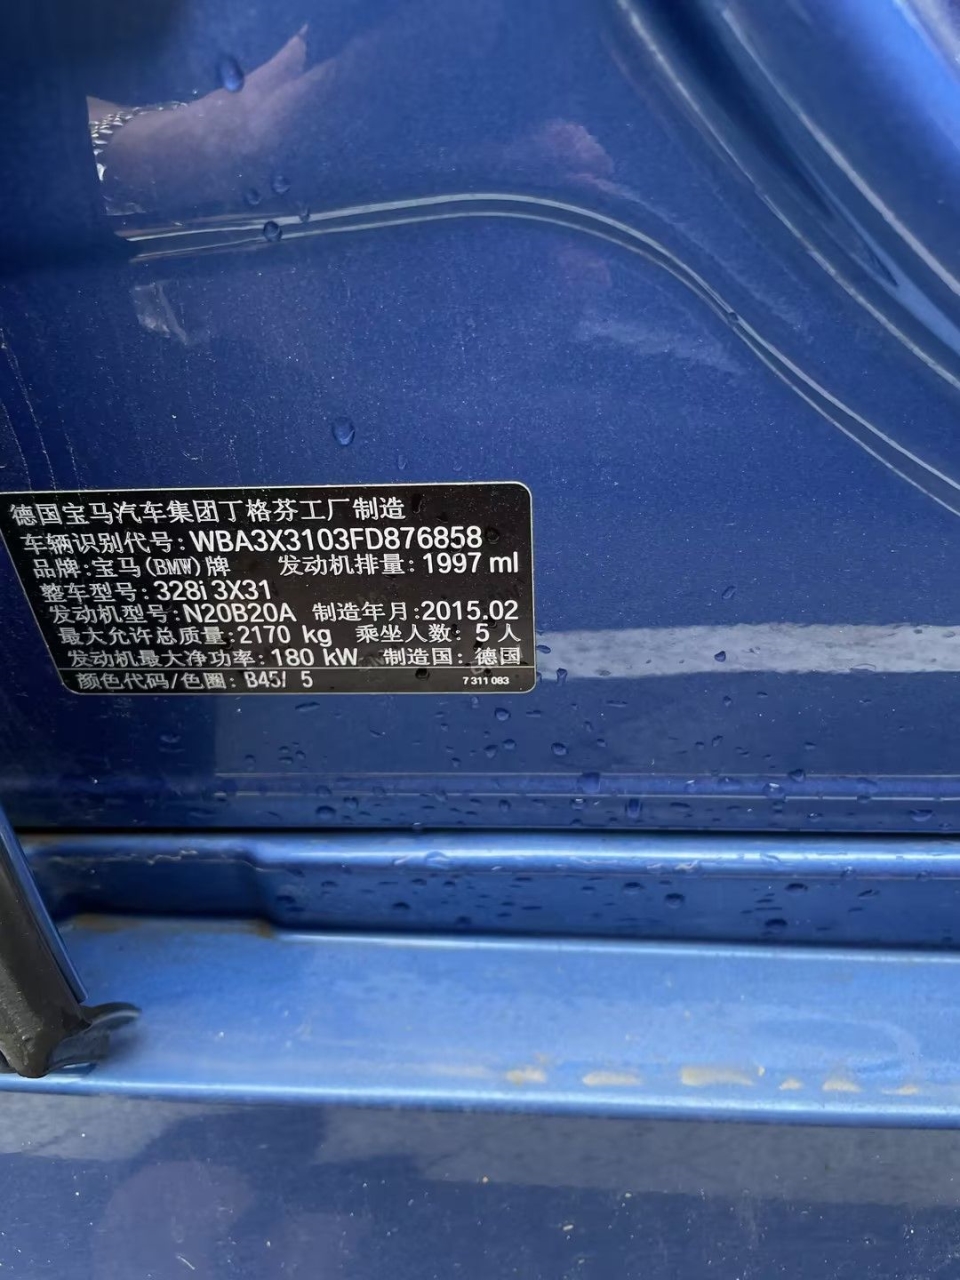 德国宝马汽车集团丁格芬工厂制造
车辆识别代号: WBA3X3103FD876858
品牌:宝马(BMW)牌 发动机排量: 1997 ml
整车型号: 328i 3X31
发动机型号: N20B20A 制造年月:2015.02
最大允许总质量:2170 kg 乘坐人数: 5 人
发动机最大净功率: 180 kW 制造国: 德国
颜色代码/色圈: B45/ 5 7 311 083